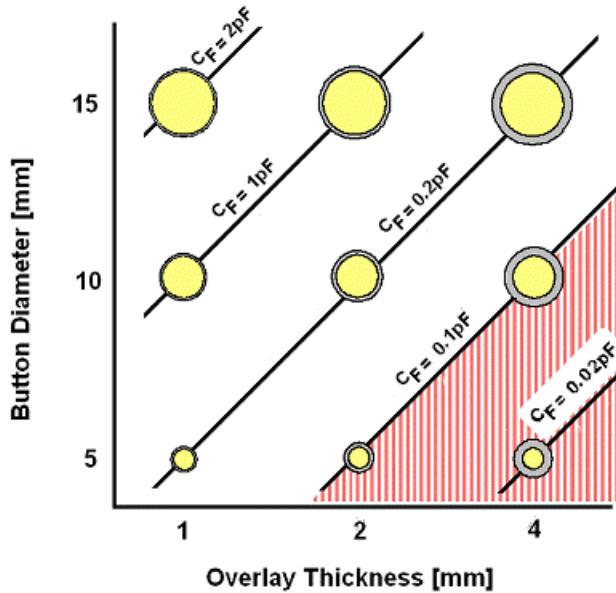 CF = 2pF
15
CF = 1pF
CF = 0.2pF
Button Diameter [mm]
10
CF = 0.1pF
CF = 0.02pF
5
1 2 4
Overlay Thickness [mm]